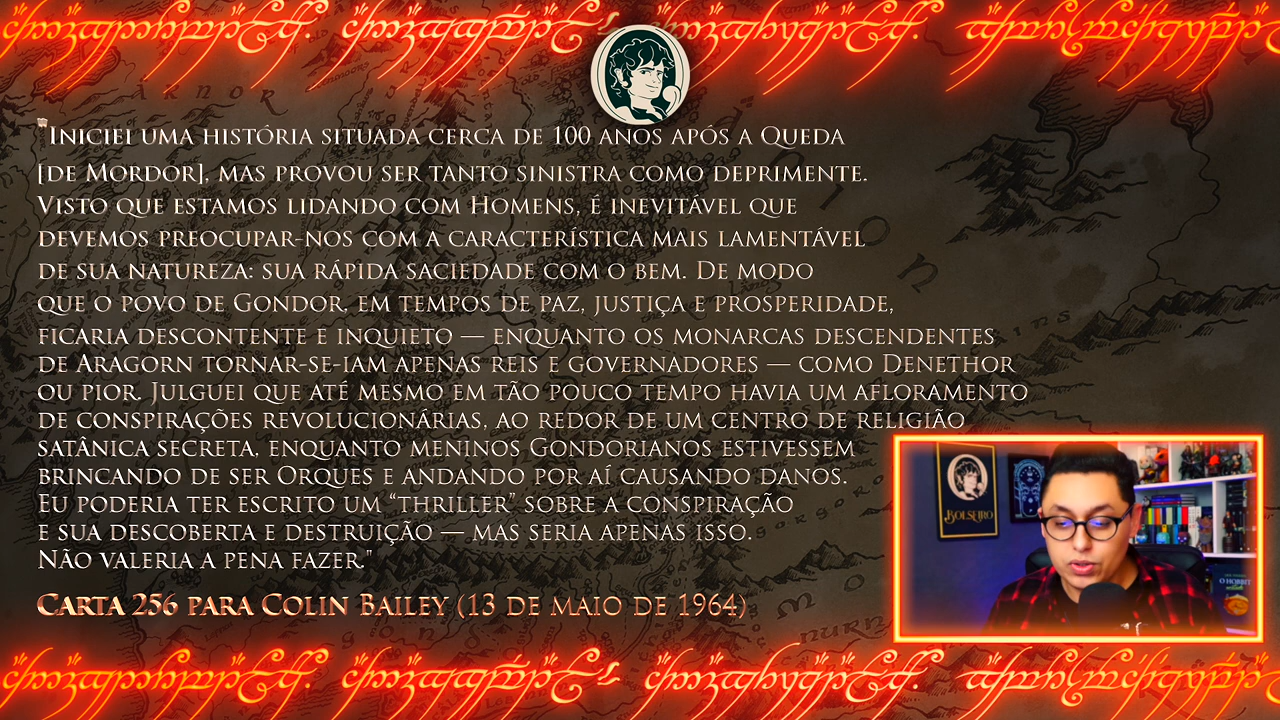 "Iniciei uma história situada cerca de 100 anos após a Queda
[de Mordor], mas provou ser tanto sinistra como deprimente.
Visto que estamos lidando com Homens, é inevitável que
devemos preocupar-nos com a característica mais lamentável
de sua natureza: sua rápida saciedade com o bem. De modo
que o povo de Gondor, em tempos de paz, justiça e prosperidade,
ficaria descontente e inquieto — enquanto os monarcas descendentes
de Aragorn tornar-se-iam apenas reis e governadores — como Denethor
ou pior. Julguei que até mesmo em tão pouco tempo havia um afloramento
de conspirações revolucionárias, ao redor de um centro de religião
satânica secreta, enquanto meninos Gondorianos estivessem
brincando de ser Orques e andando por aí causando danos.
Eu poderia ter escrito um “thriller” sobre a conspiração
e sua descoberta e destruição — mas seria apenas isso.
Não valeria a pena fazer."
Carta 256 para Colin Bailey (13 de maio de 1964)
Bolseiro
O Hobbit